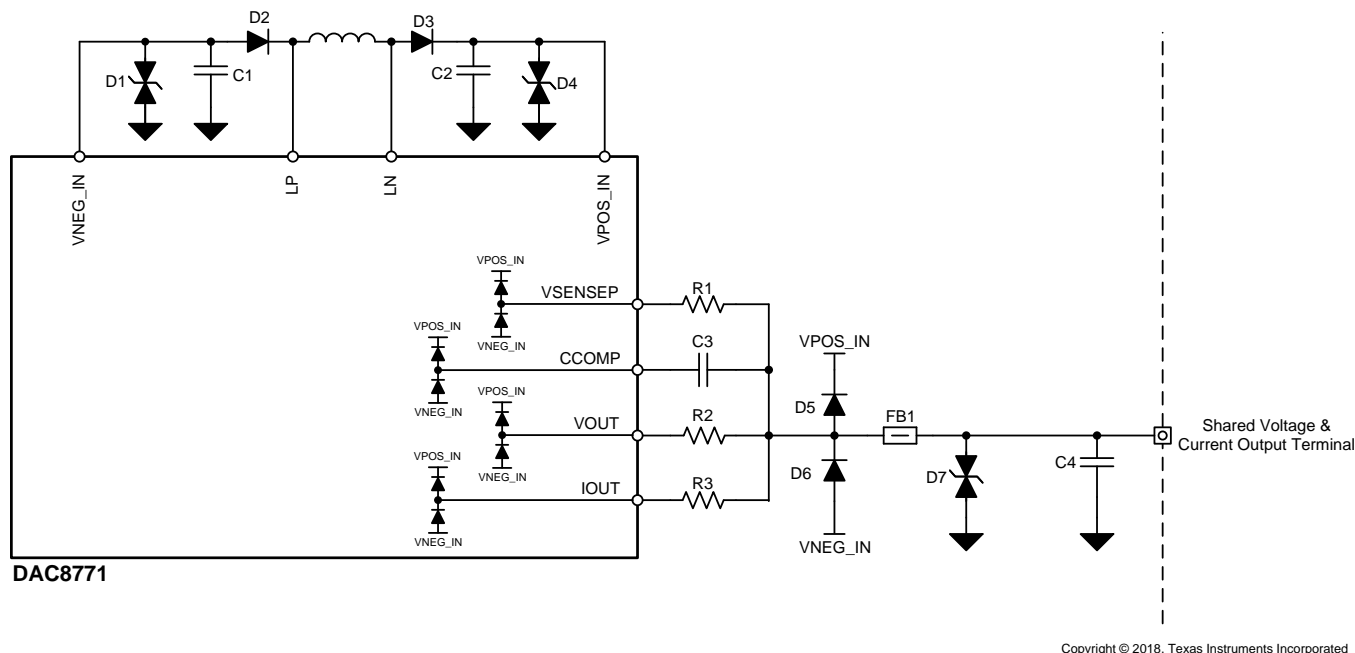 D2
D3
D1
C1
C2
D4
VNEG_IN
LP
LN
VPOS_IN
VPOS_IN
VSENSEP
R1
VNEG_IN
VPOS_IN
CCOMP
C3
VNEG_IN
VPOS_IN
VPOS_IN
VOUT
R2
D5
FB1
VNEG_IN
Shared Voltage &
Current Output Terminal
VPOS_IN
IOUT
R3
D6
D7
C4
VNEG_IN
VNEG_IN
DAC8771
Copyright © 2018, Texas Instruments Incorporated